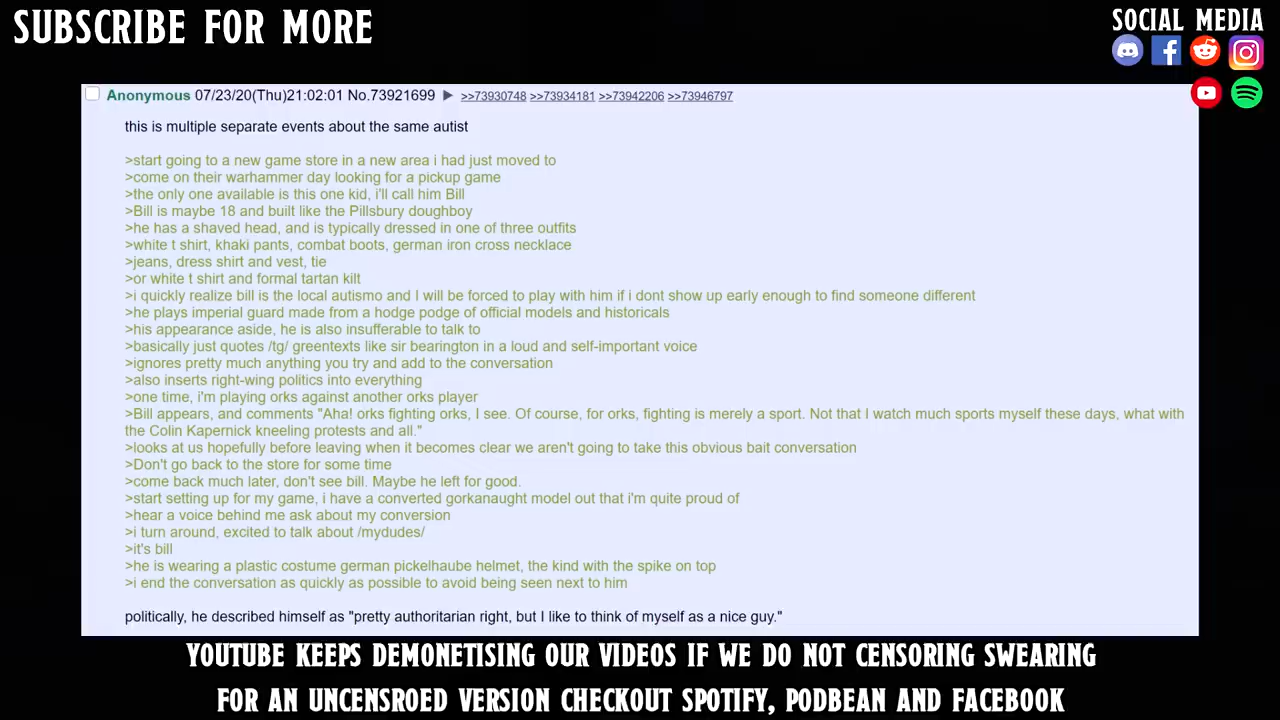 SUBSCRIBE FOR MORE
SOCIAL MEDIA
Anonymous 07/23/20(Thu)21:02:01 No.73921699 ▶ >>73930748 >>73934181 >>73942206 >>73946797
this is multiple separate events about the same autist
>start going to a new game store in a new area i had just moved to
>come on their warhammer day looking for a pickup game
>the only one available is this one kid, i'll call him Bill
>Bill is maybe 18 and built like the Pillsbury doughboy
>he has a shaved head, and is typically dressed in one of three outfits
>white t shirt, khaki pants, combat boots, german iron cross necklace
>jeans, dress shirt and vest, tie
>or white t shirt and formal tartan kilt
>i quickly realize bill is the local autismo and I will be forced to play with him if i dont show up early enough to find someone different
>he plays imperial guard made from a hodge podge of official models and historicals
>his appearance aside, he is also insufferable to talk to
>basically just quotes /tg/ greentexts like sir bearington in a loud and self-important voice
>ignores pretty much anything you try and add to the conversation
>also inserts right-wing politics into everything
>one time, i'm playing orks against another orks player
>Bill appears, and comments "Aha! orks fighting orks, I see. Of course, for orks, fighting is merely a sport. Not that I watch much sports myself these days, what with
the Colin Kapernick kneeling protests and all."
>looks at us hopefully before leaving when it becomes clear we aren't going to take this obvious bait conversation
>Don't go back to the store for some time
>come back much later, don't see bill. Maybe he left for good.
>start setting up for my game, i have a converted gorkanaught model out that i'm quite proud of
>hear a voice behind me ask about my conversion
>i turn around, excited to talk about /mydudes/
>it's bill
>he is wearing a plastic costume german pickelhaube helmet, the kind with the spike on top
>i end the conversation as quickly as possible to avoid being seen next to him
politically, he described himself as "pretty authoritarian right, but I like to think of myself as a nice guy."
YOUTUBE KEEPS DEMONETISING OUR VIDEOS IF WE DO NOT CENSORING SWEARING
FOR AN UNCENSROED VERSION CHECKOUT SPOTIFY, PODBEAN AND FACEBOOK